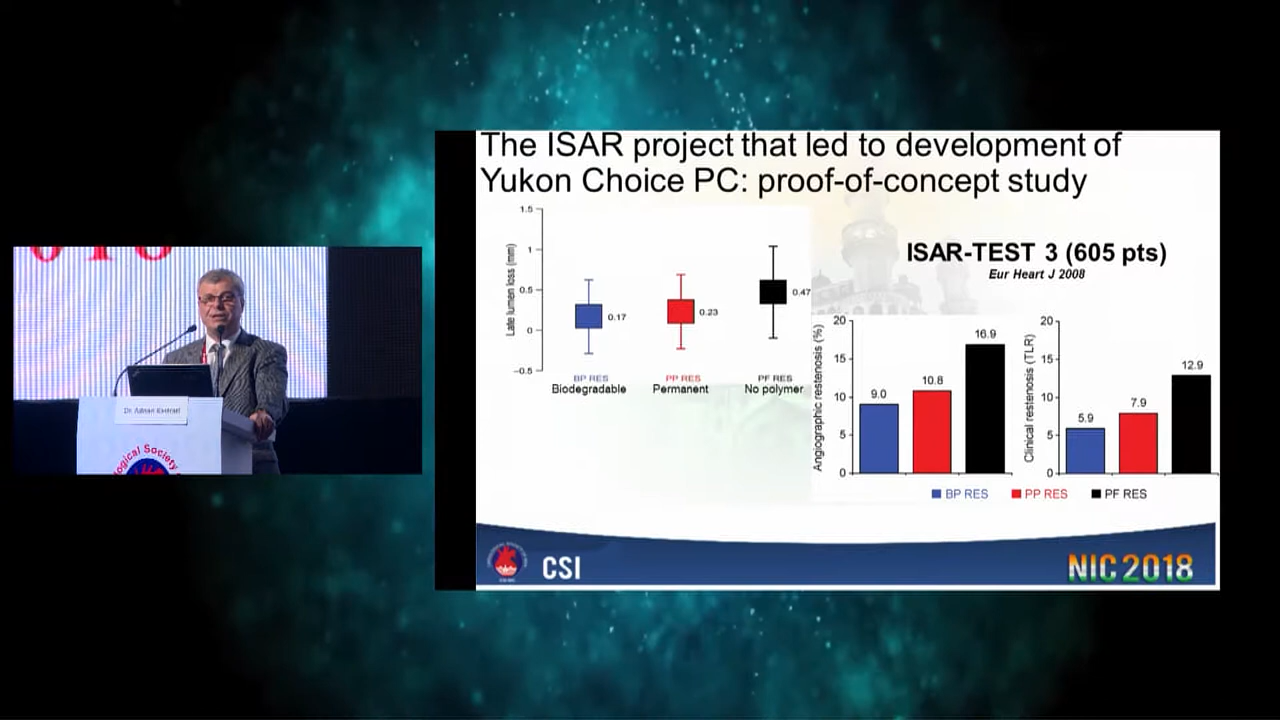 The ISAR project that led to development of
Yukon Choice PC: proof-of-concept study
1.5
1
0.5
0
−0.5
Late lumen loss (mm)
0.17
0.23
0.47
BP RES
PP RES
PF RES
Biodegradable
Permanent
No polymer
ISAR-TEST 3 (605 pts)
Eur Heart J 2008
Angiographic restenosis (%)
20
15
10
5
0
9.0
10.8
16.9
Clinical restenosis (TLR)
20
15
10
5
0
5.9
7.9
12.9
BP RES
PP RES
PF RES
CSI
NIC 2018
Dr. Adnan Kastrati
ological Society